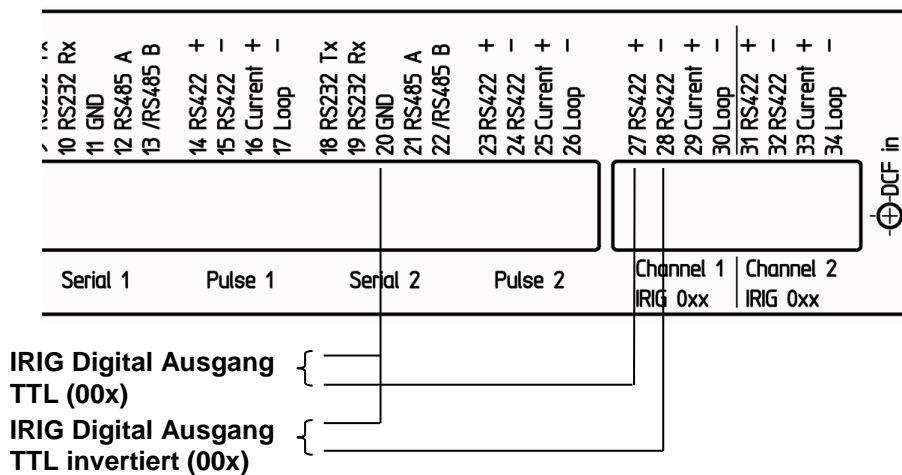 10 RS232 Rx
11 GND
12 RS485 A
13 /RS485 B
14 RS422 +
15 RS422 -
16 Current +
17 Loop -
18 RS232 Tx
19 RS232 Rx
20 GND
21 RS485 A
22 /RS485 B
23 RS422 +
24 RS422 -
25 Current +
26 Loop -
27 RS422 +
28 RS422 -
29 Current +
30 Loop -
31 RS422 +
32 RS422 -
33 Current +
34 Loop -
DCF in
Serial 1
Pulse 1
Serial 2
Pulse 2
Channel 1
IRIG 0xx
Channel 2
IRIG 0xx
IRIG Digital Ausgang
TTL (00x)
IRIG Digital Ausgang
TTL invertiert (00x)